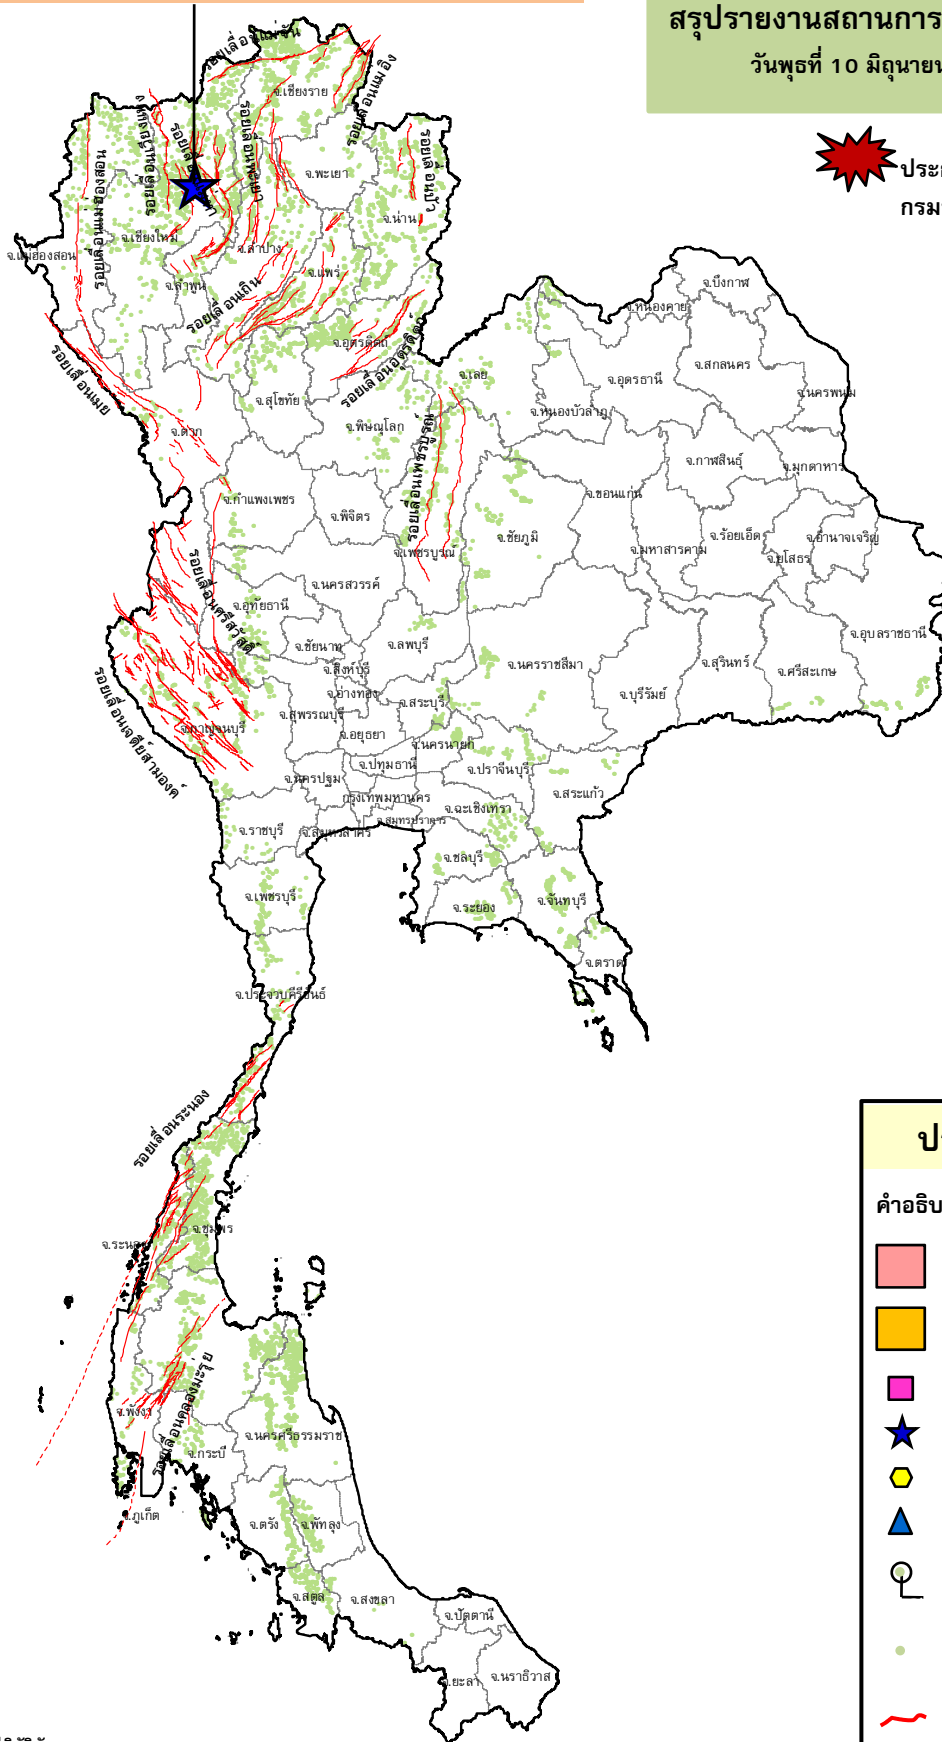 สรุปรายงานสถานการ
วันพุธที่ 10 มิถุนายน
รอยเลื่อนแม่จัน
จ.เชียงราย
รอยเลื่อนแม่อิง
รอยเลื่อนแม่ฮ่องสอน
รอยเลื่อนพะเยา
จ.พะเยา
รอยเลื่อนปัว
ประ
กรม
จ.น่าน
จ.เชียงใหม่
จ.ลำปาง
จ.แม่ฮ่องสอน
จ.แพร่
จ.ลำพูน
รอยเลื่อนเถิน
จ.บึงกาฬ
จ.หนองคาย
จ.อุตรดิตถ์
รอยเลื่อนอุตรดิตถ์
รอยเลื่อนเมย
จ.สกลนคร
จ.เลย
จ.อุดรธานี
จ.นครพนม
จ.สุโขทัย
จ.หนองบัวลำภู
จ.พิษณุโลก
จ.ตาก
รอยเลื่อนเพชรบูรณ์
จ.กาฬสินธุ์
จ.มุกดาหาร
จ.กำแพงเพชร
จ.ขอนแก่น
จ.พิจิตร
จ.ชัยภูมิ
จ.ร้อยเอ็ด
จ.อำนาจเจริญ
จ.เพชรบูรณ์
จ.มหาสารคาม
จ.ยโสธร
รอยเลื่อนศรีสวัสดิ์
จ.นครสวรรค์
จ.อุทัยธานี
จ.อุบลราชธานี
จ.ชัยนาท
จ.ลพบุรี
จ.สิงห์บุรี
จ.นครราชสีมา
จ.สุรินทร์
จ.ศรีสะเกษ
จ.อ่างทอง
จ.บุรีรัมย์
จ.สระบุรี
จ.สุพรรณบุรี
รอยเลื่อนเจดีย์สามองค์
จ.กาญจนบุรี
จ.อยุธยา
จ.นครนายก
จ.ปทุมธานี
จ.ปราจีนบุรี
จ.นครปฐม
จ.สระแก้ว
กรุงเทพมหานคร
จ.ฉะเชิงเทรา
จ.สมุทรปราการ
จ.ราชบุรี
จ.สมุทรสาคร
จ.ชลบุรี
จ.เพชรบุรี
จ.ระยอง
จ.จันทบุรี
จ.ตราด
จ.ประจวบคีรีขันธ์
รอยเลื่อนระนอง
ป
คำอธิบ
จ.ชุมพร
จ.ระนอง
รอยเลื่อนคลองมะรุ่ย
จ.พังงา
จ.นครศรีธรรมราช
จ.กระบี่
จ.ภูเก็ต
จ.ตรัง
จ.พัทลุง
จ.สตูล
จ.สงขลา
จ.ปัตตานี
จ.ยะลา
จ.นราธิวาส